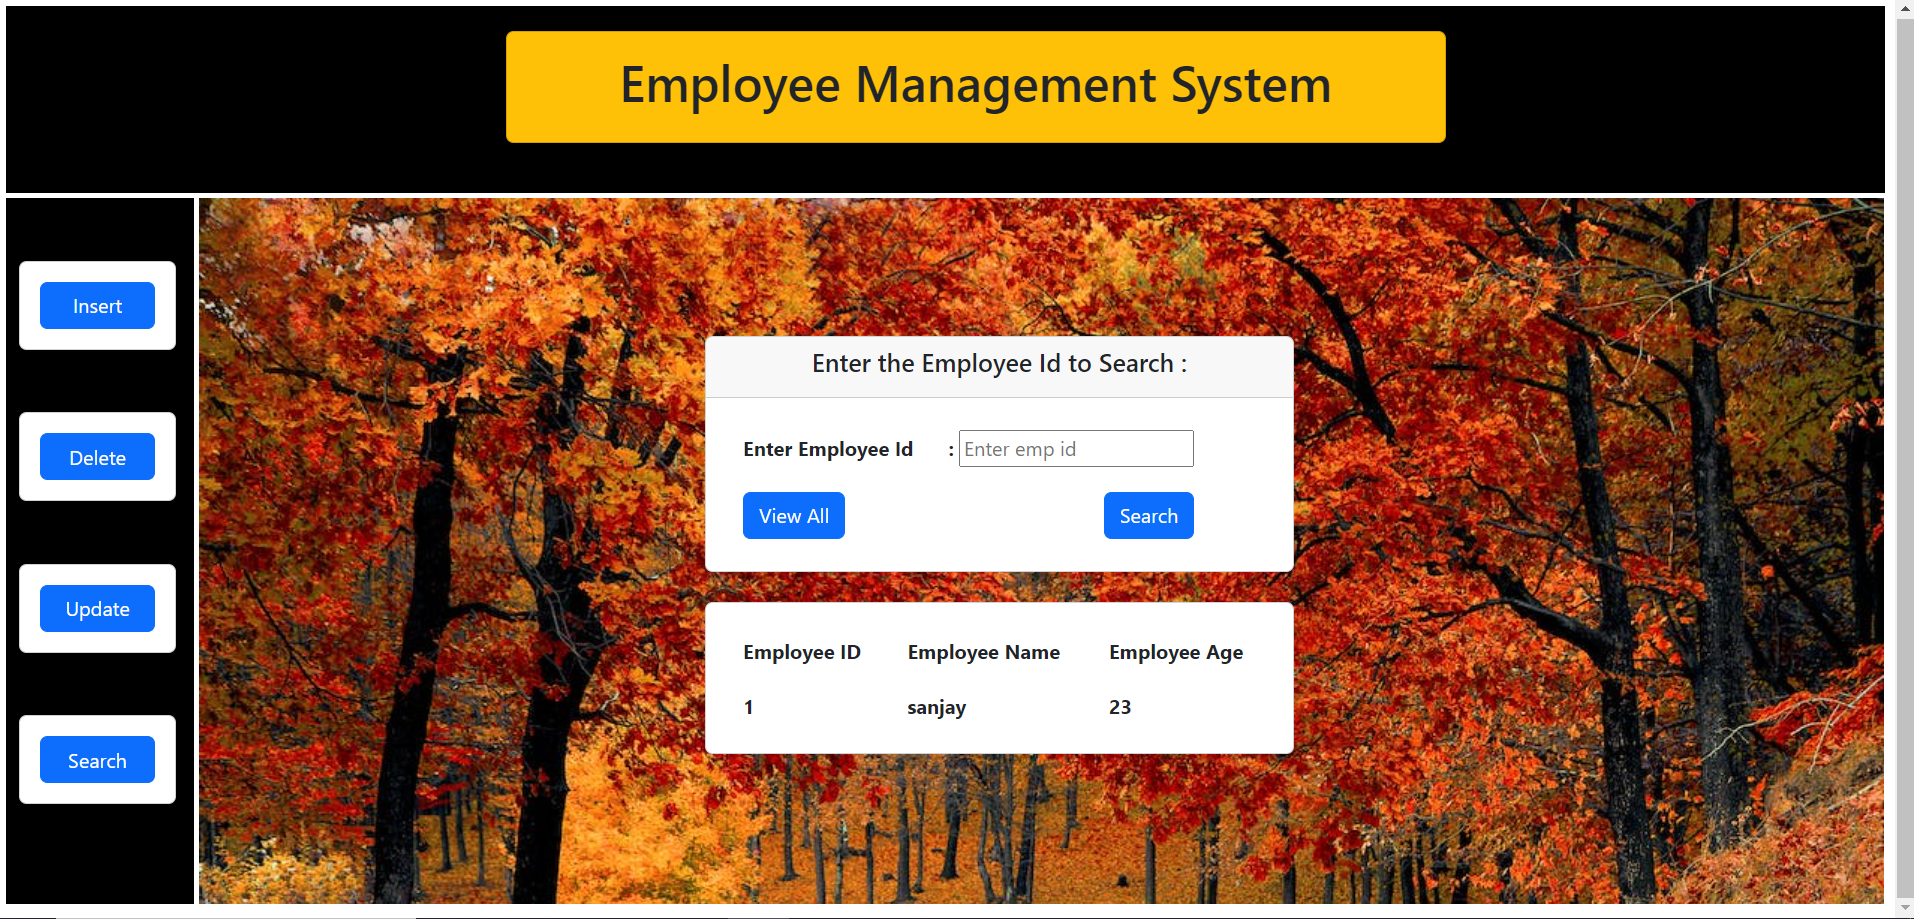 Employee Management System
Insert
Delete
Update
Search
Enter the Employee Id to Search :
Enter Employee Id : Enter emp id
View All Search
Employee ID Employee Name Employee Age
1 sanjay 23